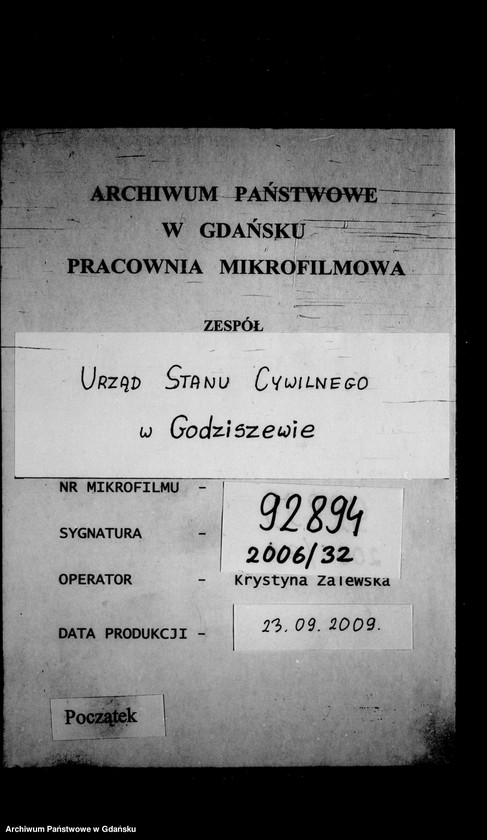 ARCHIWUM PAŃSTWOWE
W GDAŃSKU
PRACOWNIA MIKROFILMOWA
ZESPÓŁ
URZĄD STANU CYWILNEGO
w Godziszewie
NR MIKROFILMU - 92894
SYGNATURA - 2006/32
OPERATOR - Krystyna Zalewska
DATA PRODUKCJI - 23.09.2009.
Początek
Archiwum Państwowe w Gdańsku